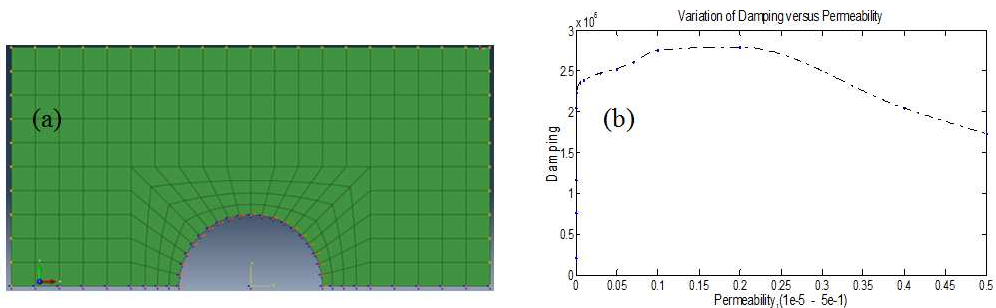 (a)
Variation of Damping versus Permeability
x 10^6
3
2.5
2
1.5
1
0.5
0
Damping
(b)
0 0.05 0.1 0.15 0.2 0.25 0.3 0.35 0.4 0.45 0.5
Permeability,(1e-5 - 5e-1)